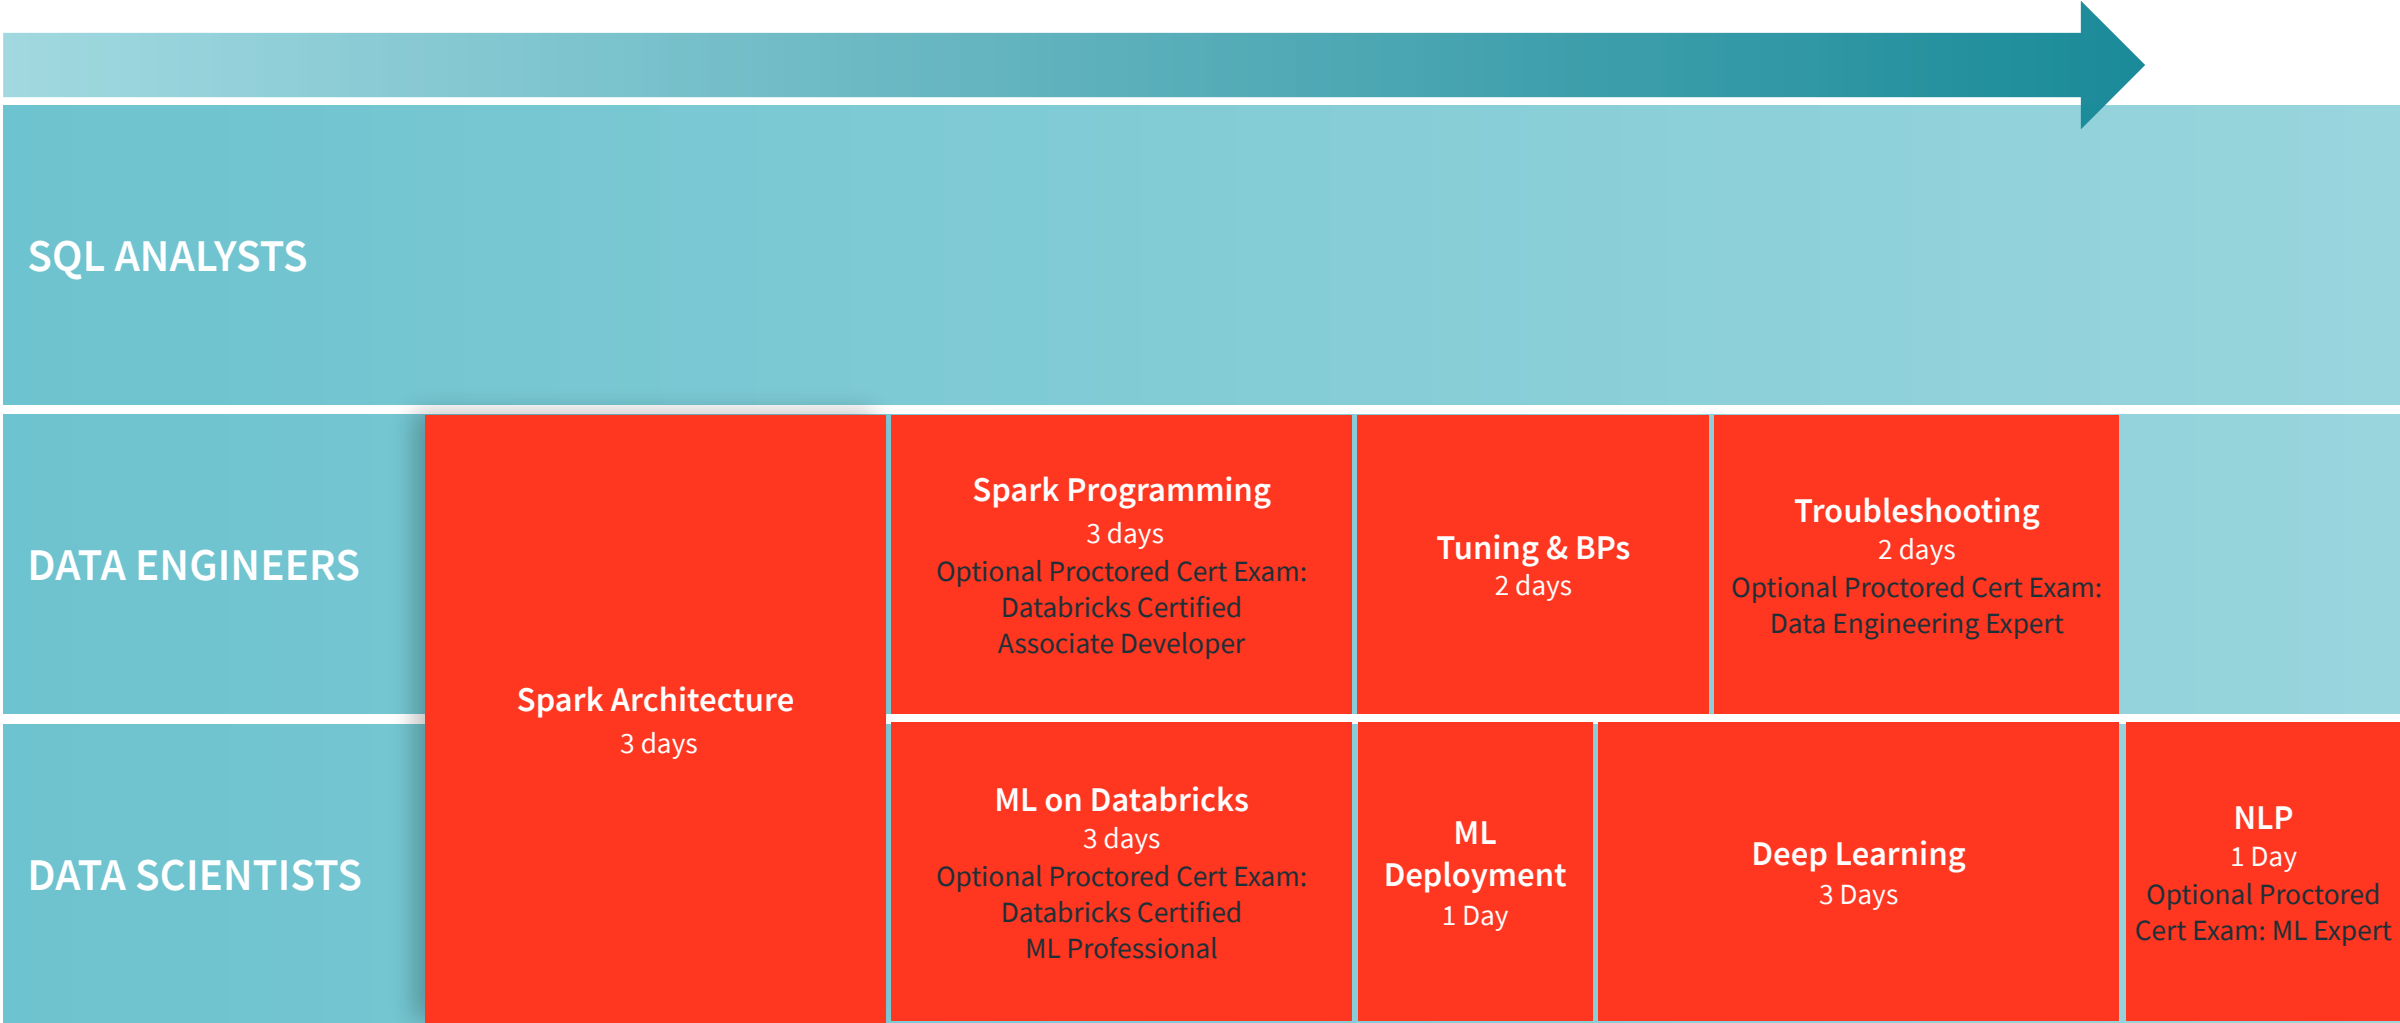 SQL ANALYSTS
DATA ENGINEERS
Spark Architecture
3 days
Spark Programming
3 days
Optional Proctored Cert Exam:
Databricks Certified
Associate Developer
Tuning & BPs
2 days
Troubleshooting
2 days
Optional Proctored Cert Exam:
Data Engineering Expert
DATA SCIENTISTS
ML on Databricks
3 days
Optional Proctored Cert Exam:
Databricks Certified
ML Professional
ML
Deployment
1 Day
Deep Learning
3 Days
NLP
1 Day
Optional Proctored
Cert Exam: ML Expert